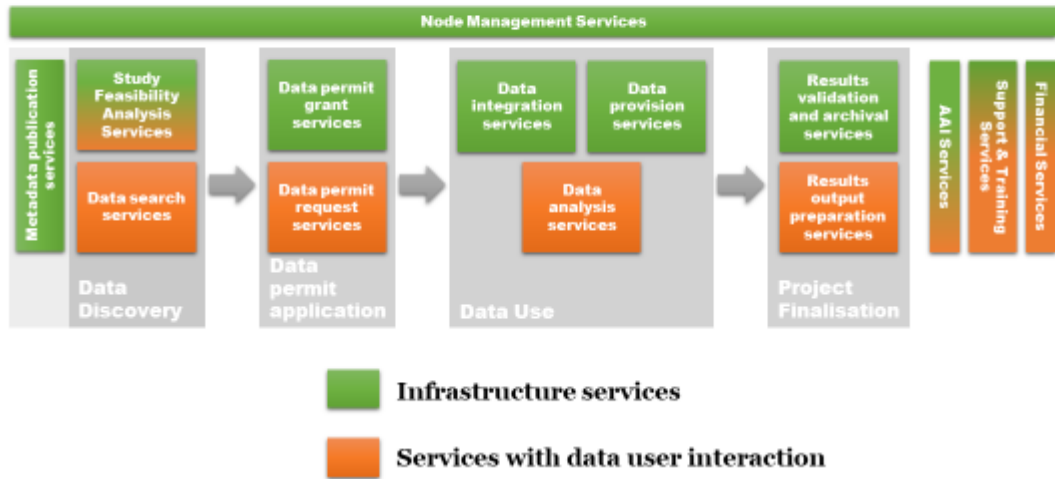 Node Management Services
Metadata publication
services
Study
Feasibility
Analysis
Services
Data search
services
Data
Discovery
Data permit
grant
services
Data permit
request
services
Data
permit
application
Data
integration
services
Data
provision
services
Data
analysis
services
Data Use
Results
validation
and archival
services
Results
output
preparation
services
Project
Finalisation
AAI Services
Support & Training
Services
Financial Services
Infrastructure services
Services with data user interaction